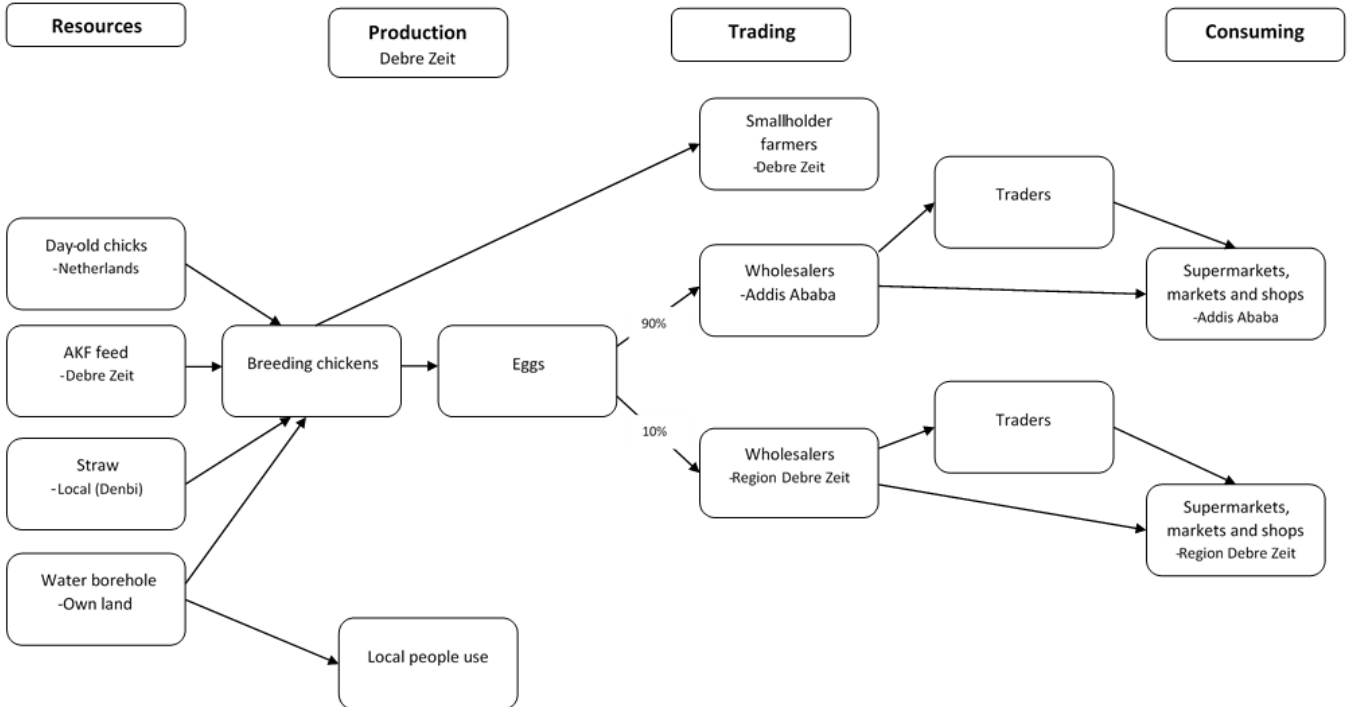 Resources
Production
Debre Zeit
Trading
Consuming
Smallholder
farmers
-Debre Zeit
Traders
Day-old chicks
-Netherlands
Wholesalers
-Addis Ababa
Supermarkets,
markets and shops
-Addis Ababa
90%
AKF feed
-Debre Zeit
Breeding chickens
Eggs
10%
Traders
Straw
-Local (Denbi)
Wholesalers
-Region Debre Zeit
Supermarkets,
markets and shops
-Region Debre Zeit
Water borehole
-Own land
Local people use